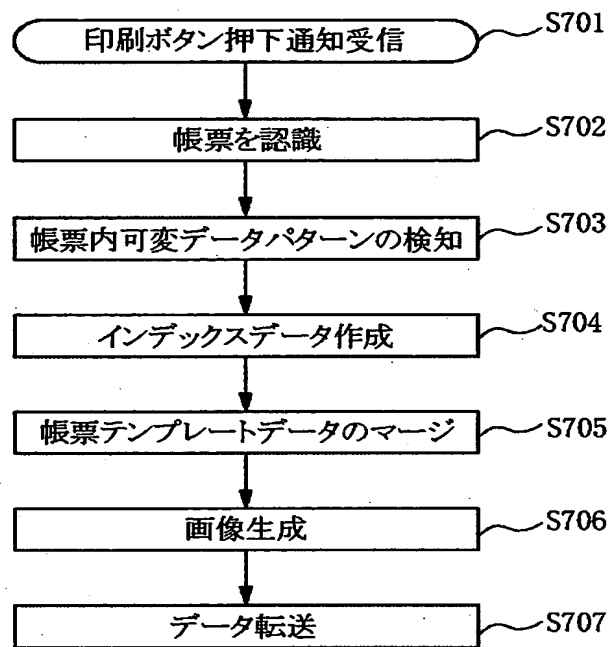 印刷ボタン押下通知受信
S701
帳票を認識
S702
帳票内可変データパターンの検知
S703
インデックスデータ作成
S704
帳票テンプレートデータのマージ
S705
画像生成
S706
データ転送
S707